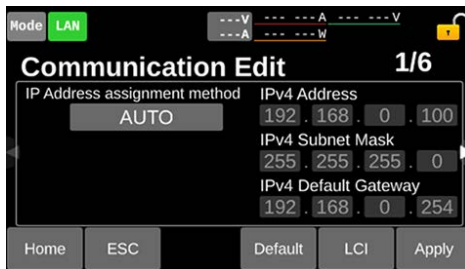 Mode LAN ---V --- --- A --- --- V
---A --- --- W
Communication Edit 1/6
IP Address assignment method IPv4 Address
AUTO 192 . 168 . 0 . 100
IPv4 Subnet Mask
255 . 255 . 255 . 0
IPv4 Default Gateway
192 . 168 . 0 . 254
Home ESC Default LCI Apply